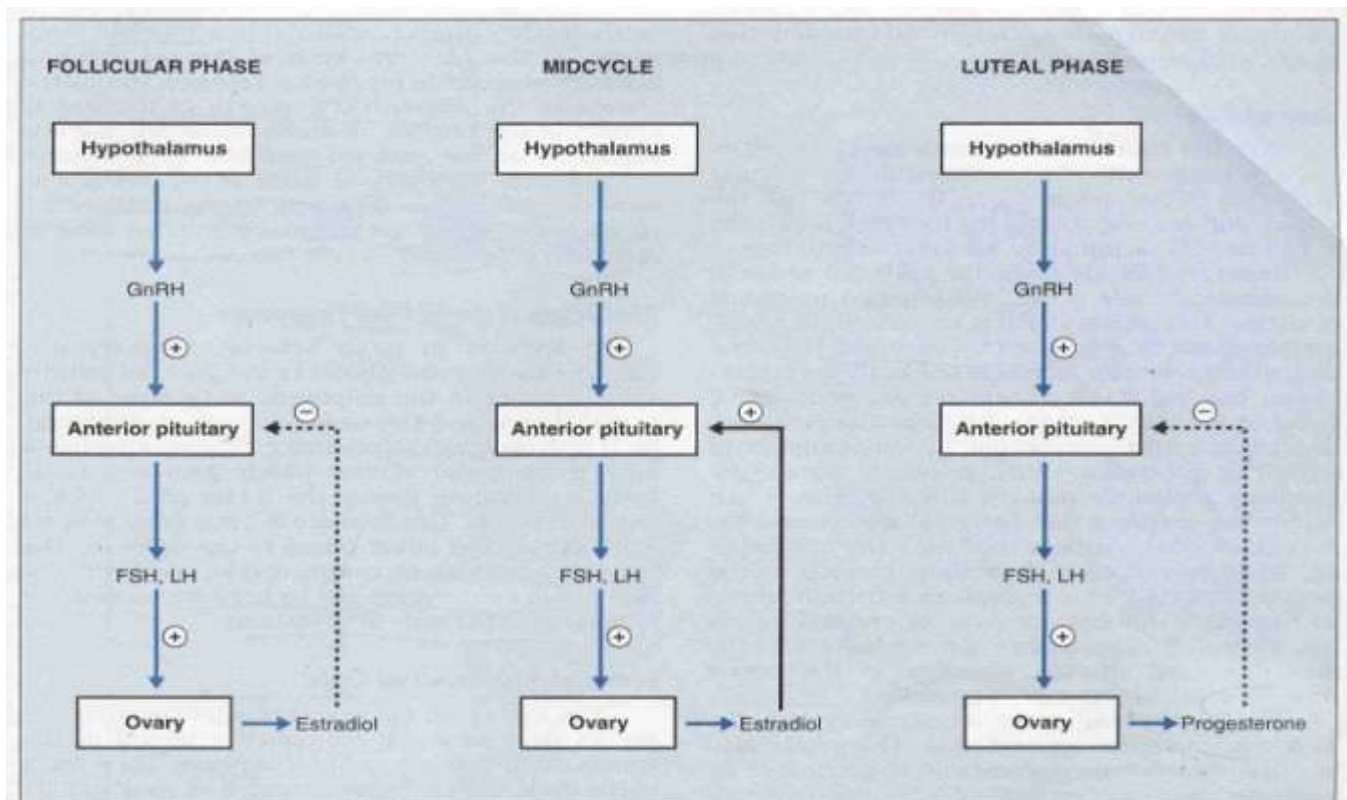 FOLLICULAR PHASE
Hypothalamus
GnRH
+
Anterior pituitary
−
FSH, LH
+
Ovary
Estradiol
MIDCYCLE
Hypothalamus
GnRH
+
Anterior pituitary
+
FSH, LH
+
Ovary
Estradiol
LUTEAL PHASE
Hypothalamus
GnRH
+
Anterior pituitary
−
FSH, LH
+
Ovary
Progesterone